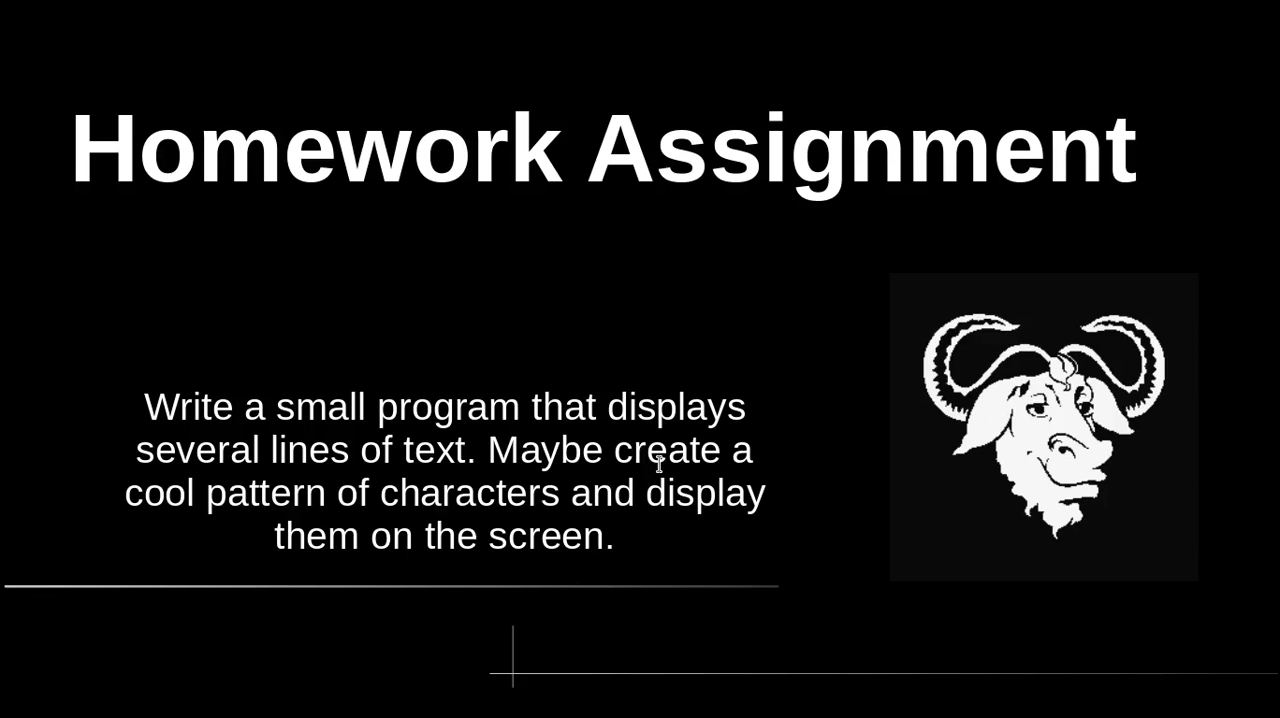 Homework Assignment
Write a small program that displays
several lines of text. Maybe create a
cool pattern of characters and display
them on the screen.